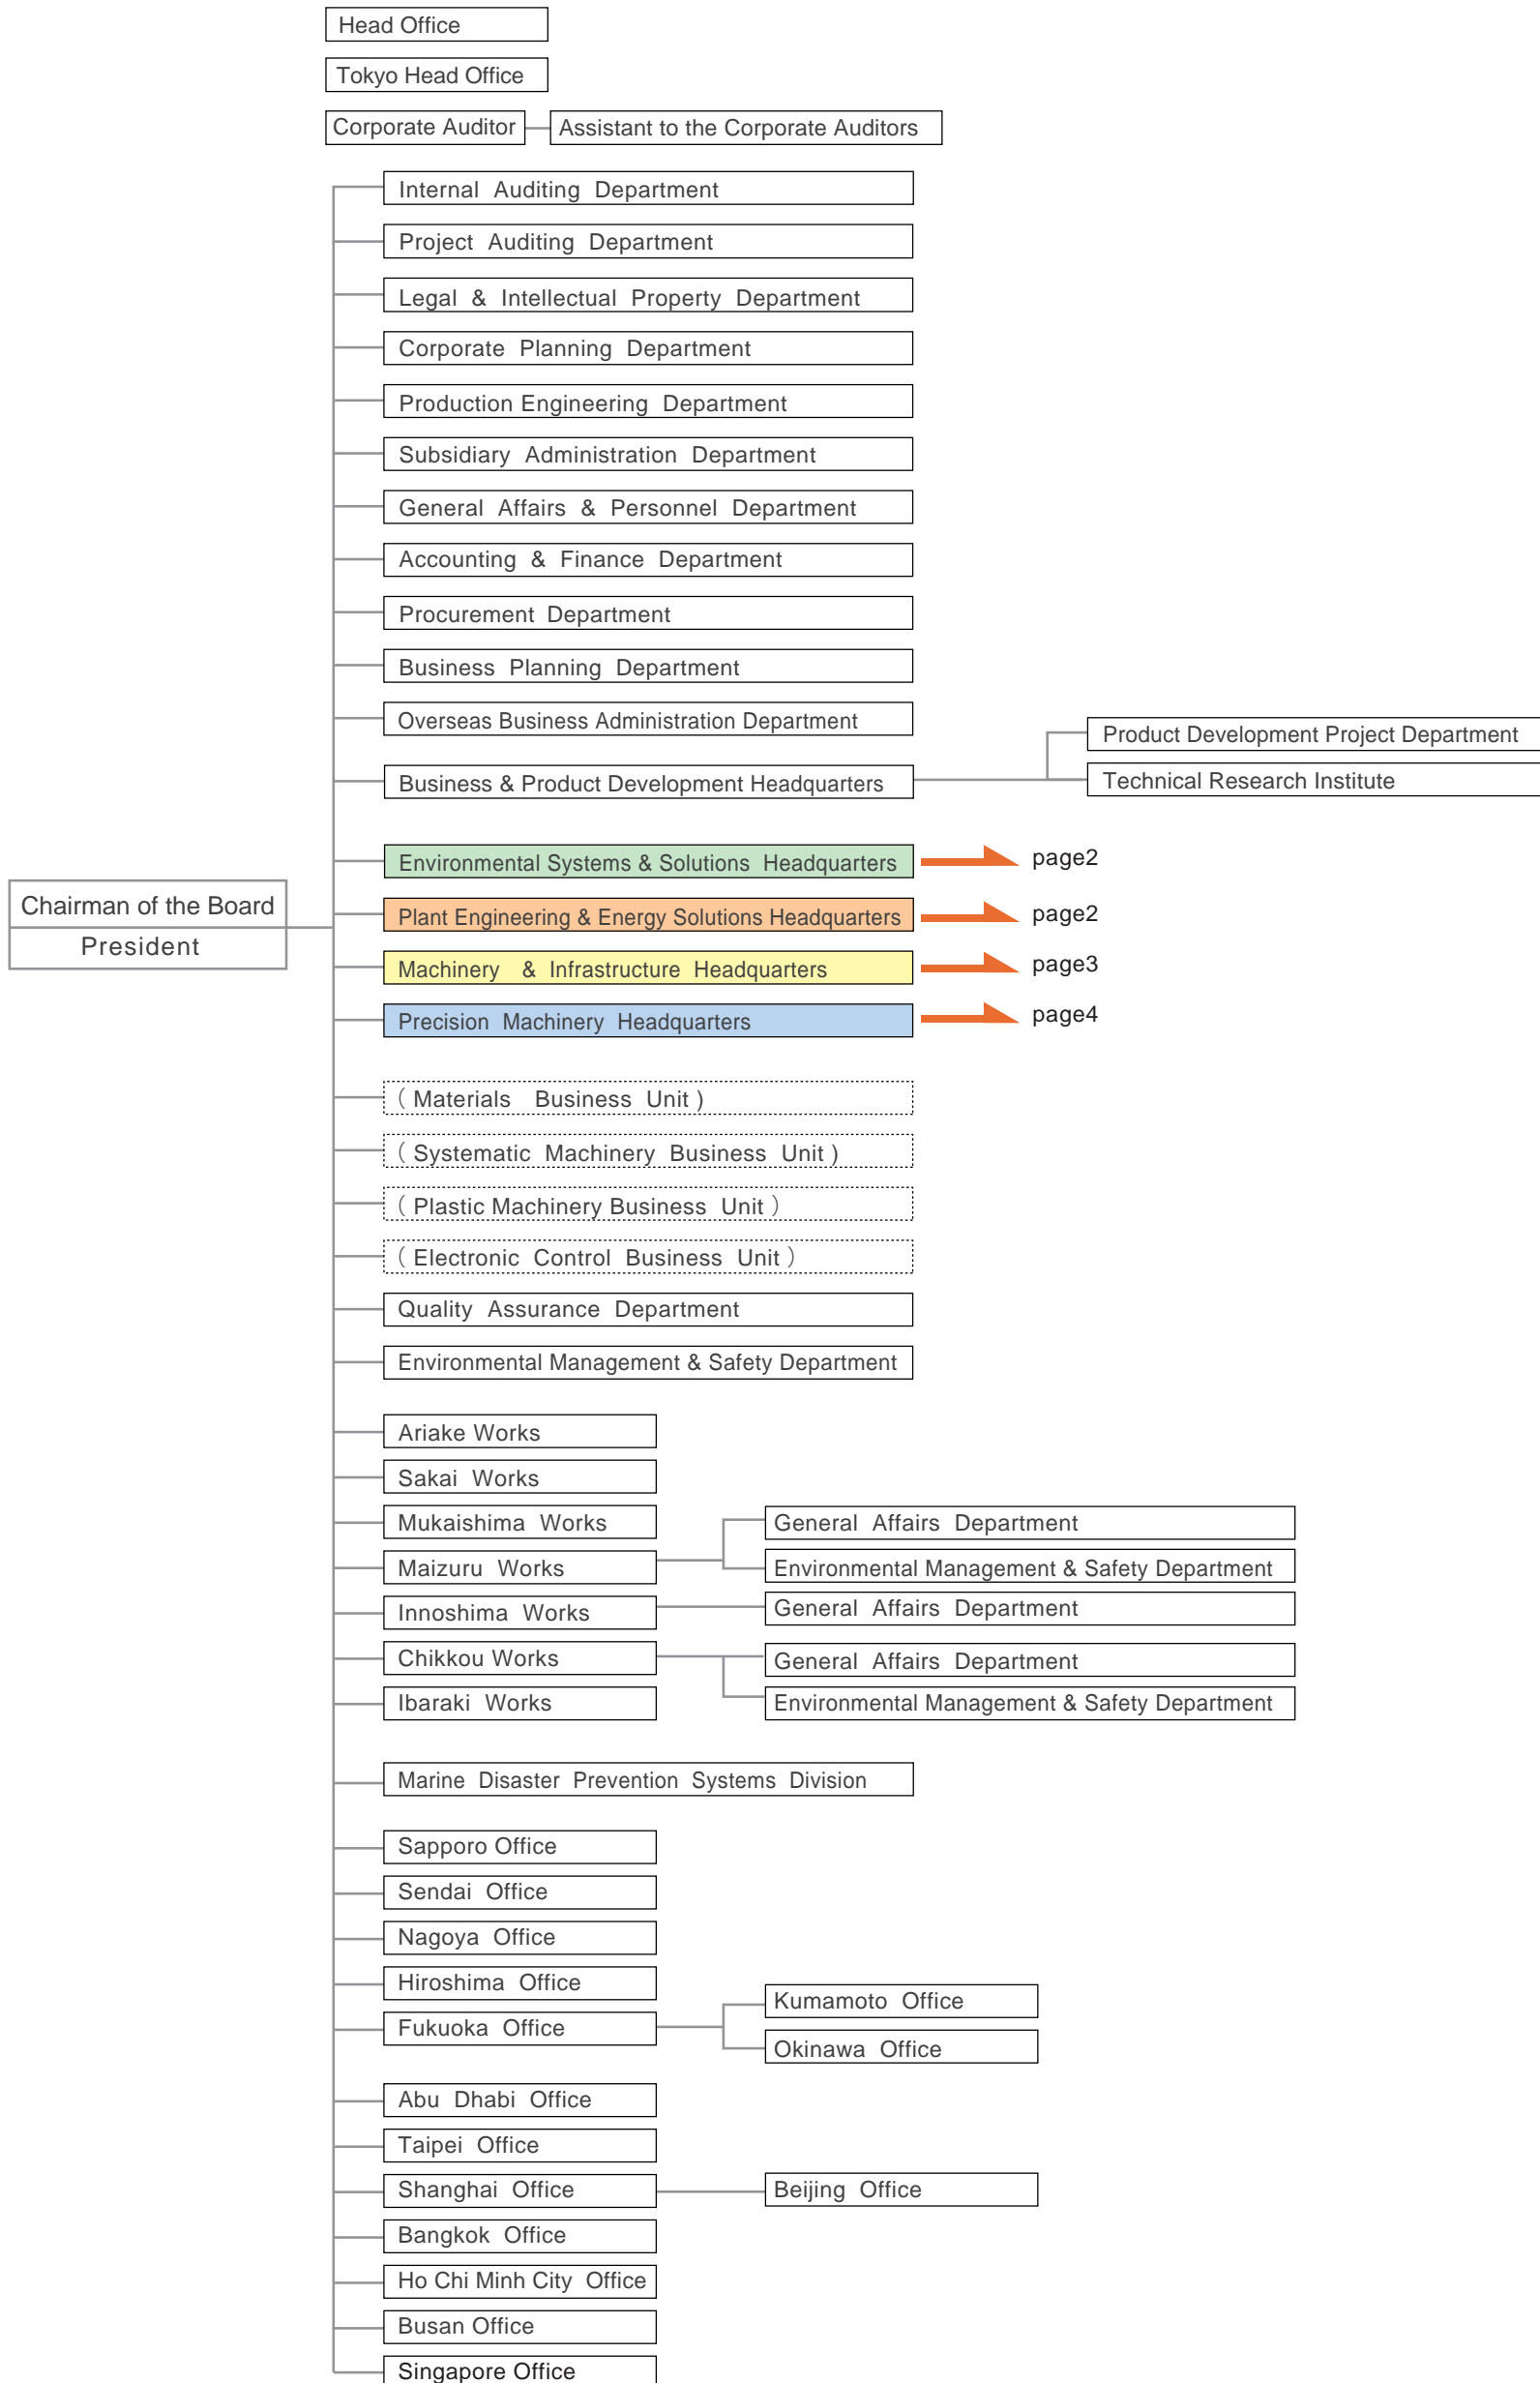 Head Office
Tokyo Head Office
Corporate Auditor Assistant to the Corporate Auditors
Internal Auditing Department
Project Auditing Department
Legal & Intellectual Property Department
Corporate Planning Department
Production Engineering Department
Subsidiary Administration Department
General Affairs & Personnel Department
Accounting & Finance Department
Procurement Department
Business Planning Department
Overseas Business Administration Department
Product Development Project Department
Business & Product Development Headquarters
Technical Research Institute
Environmental Systems & Solutions Headquarters page2
Chairman of the Board
President
Plant Engineering & Energy Solutions Headquarters page2
Machinery & Infrastructure Headquarters page3
Precision Machinery Headquarters page4
( Materials Business Unit )
( Systematic Machinery Business Unit )
( Plastic Machinery Business Unit )
( Electronic Control Business Unit )
Quality Assurance Department
Environmental Management & Safety Department
Ariake Works
Sakai Works
Mukaishima Works
General Affairs Department
Maizuru Works
Environmental Management & Safety Department
Innoshima Works
General Affairs Department
Chikkou Works
General Affairs Department
Ibaraki Works
Environmental Management & Safety Department
Marine Disaster Prevention Systems Division
Sapporo Office
Sendai Office
Nagoya Office
Hiroshima Office
Kumamoto Office
Fukuoka Office
Okinawa Office
Abu Dhabi Office
Taipei Office
Shanghai Office Beijing Office
Bangkok Office
Ho Chi Minh City Office
Busan Office
Singapore Office